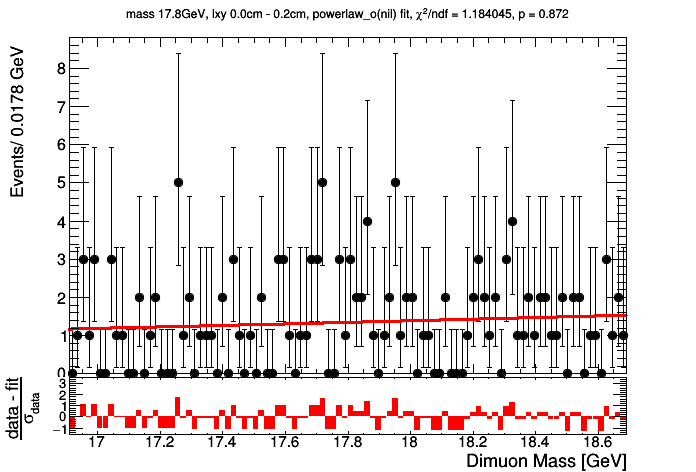 mass 17.8GeV, lxy 0.0cm - 0.2cm, powerlaw_o(nil) fit, χ²/ndf = 1.184045, p = 0.872
Events/ 0.0178 GeV
8
7
6
5
4
3
2
1
0
data - fit
σdata
3
2
1
0
−1
17 17.2 17.4 17.6 17.8 18 18.2 18.4 18.6
Dimuon Mass [GeV]